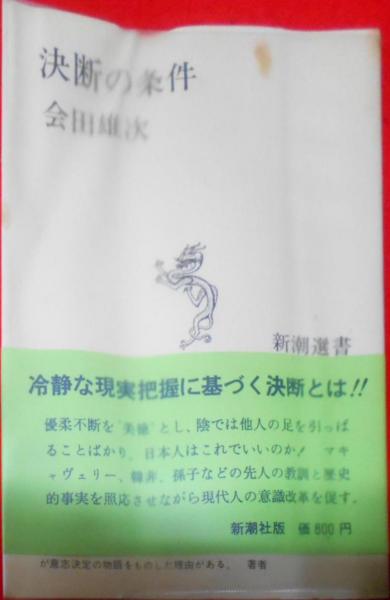 決断の条件
会田雄次
新潮選書
冷静な現実把握に基づく決断とは!!
優柔不断を"美徳"とし、陰では他人の足を引っぱ
ることばかり。日本人はこれでいいのか! マキ
ャヴェリー、韓非、孫子などの先人の教訓と歴史
的事実を照応させながら現代人の意識改革を促す。
新潮社版 価800円
が意志決定の物語をものした理由がある。 著者